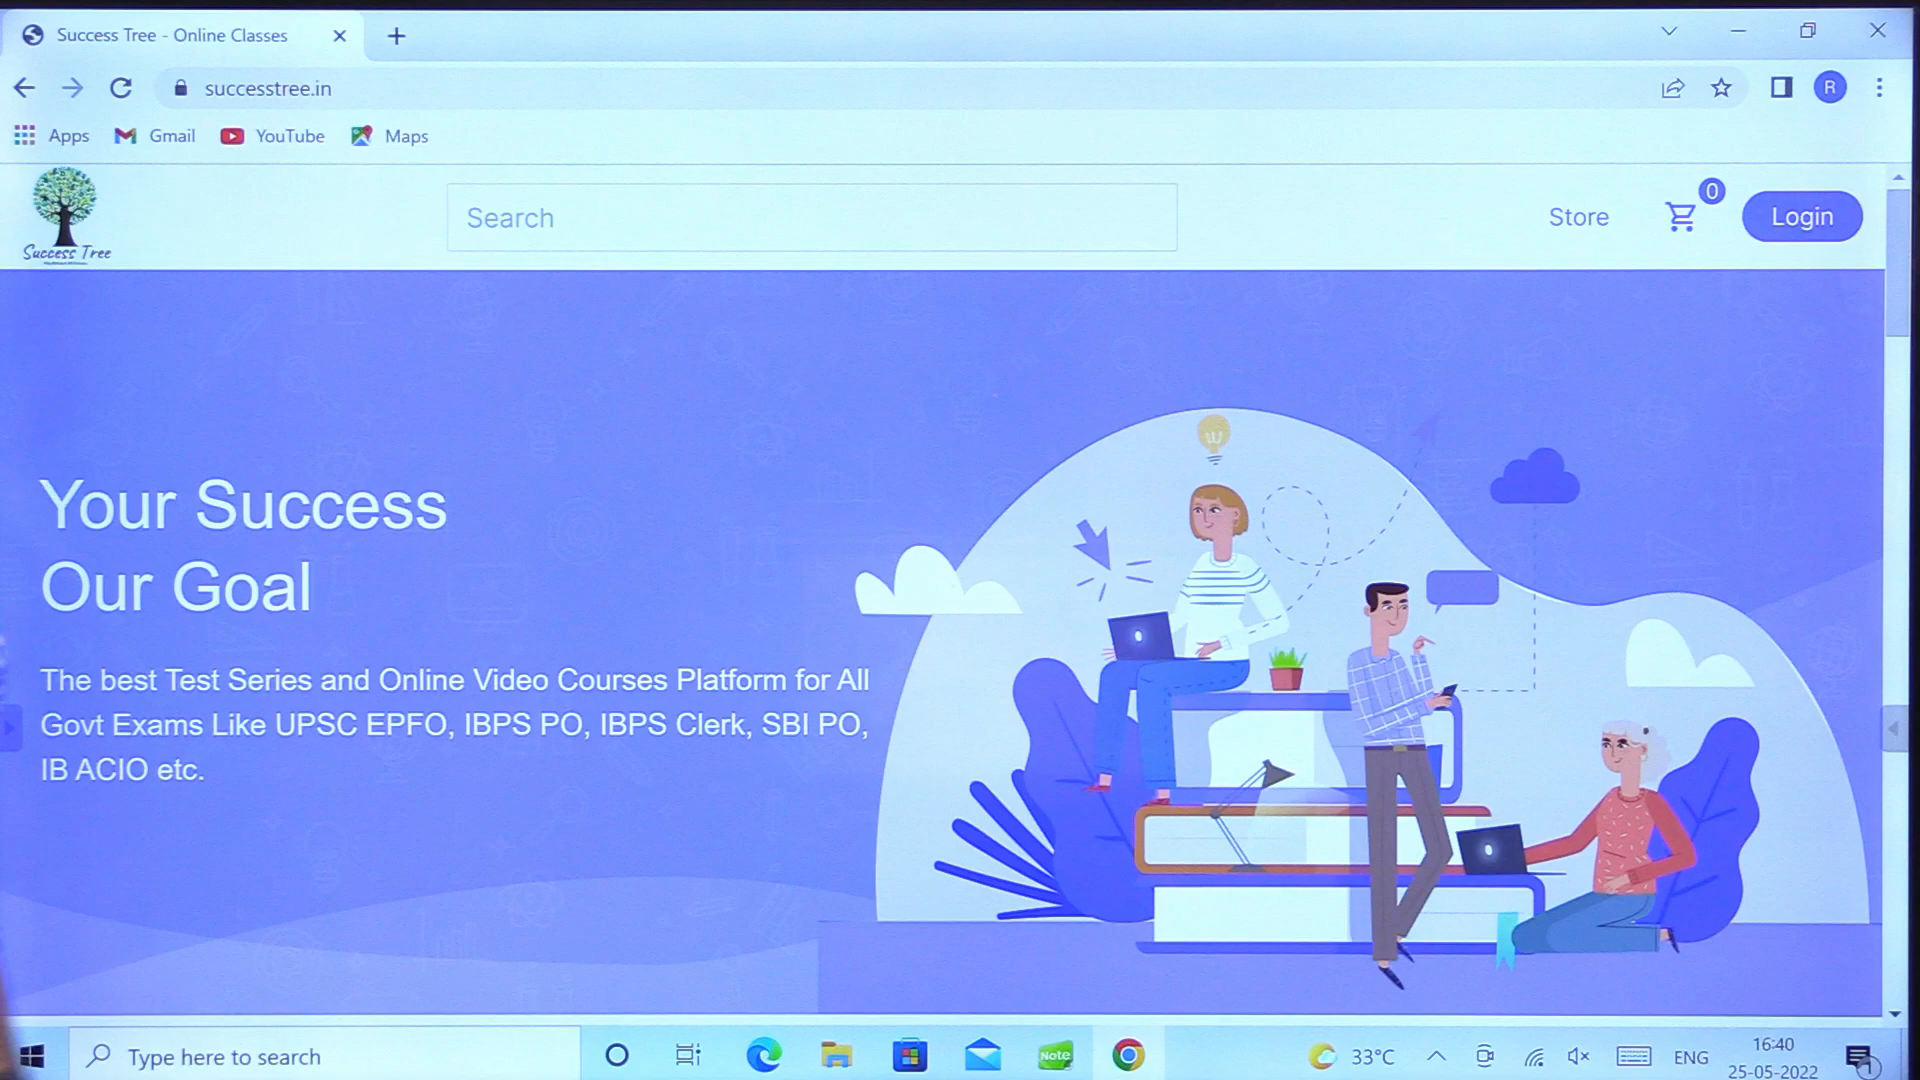 Success Tree - Online Classes
successtree.in
R
Apps
Gmail
YouTube
Maps
Success Tree
Search
Store
0
Login
Your Success
Our Goal
The best Test Series and Online Video Courses Platform for All
Govt Exams Like UPSC EPFO, IBPS PO, IBPS Clerk, SBI PO,
IB ACIO etc.
Type here to search
Note
33°C
ENG
16:40
25-05-2022
1